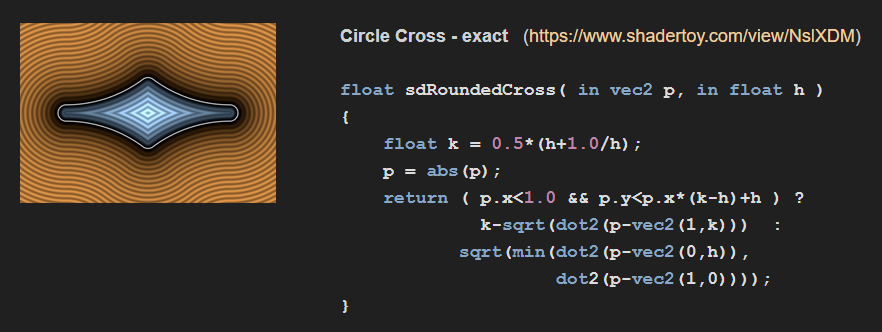 Circle Cross - exact (https://www.shadertoy.com/view/NslXDM)
float sdRoundedCross( in vec2 p, in float h )
{
    float k = 0.5*(h+1.0/h);
    p = abs(p);
    return ( p.x<1.0 && p.y<p.x*(k-h)+h ) ?
             k-sqrt(dot2(p-vec2(1,k)))  :
           sqrt(min(dot2(p-vec2(0,h)),
                    dot2(p-vec2(1,0))));
}